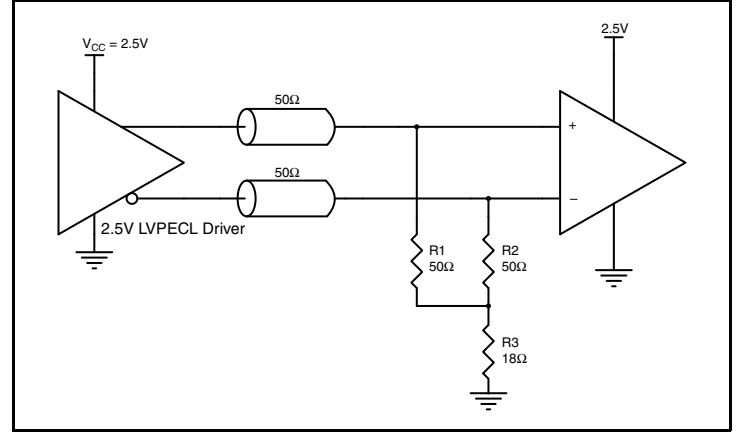 V_CC = 2.5V
2.5V
50Ω
+
50Ω
–
2.5V LVPECL Driver
R1
50Ω
R2
50Ω
R3
18Ω